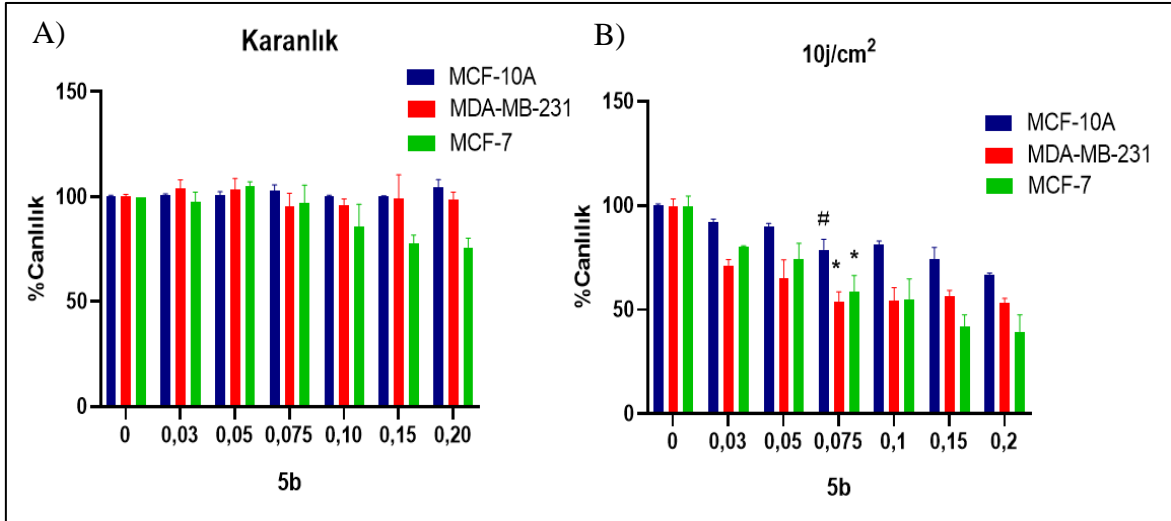 A)
Karanlık
MCF-10A
MDA-MB-231
MCF-7
%Canlılık
150
100
50
0
0 0,03 0,05 0,075 0,10 0,15 0,20
5b
B)
10j/cm²
MCF-10A
MDA-MB-231
MCF-7
%Canlılık
150
100
50
0
#
*
*
0 0,03 0,05 0,075 0,1 0,15 0,2
5b